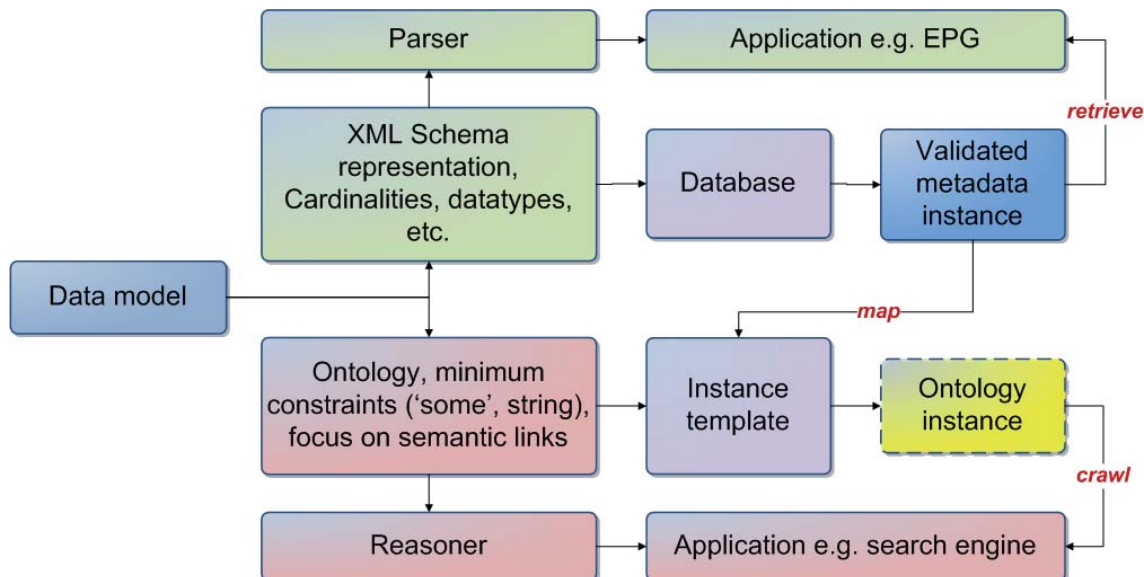 Parser
Application e.g. EPG
retrieve
XML Schema
representation,
Cardinalities, datatypes,
etc.
Database
Validated
metadata
instance
Data model
map
Ontology, minimum
constraints (‘some’, string),
focus on semantic links
Instance
template
Ontology
instance
crawl
Reasoner
Application e.g. search engine